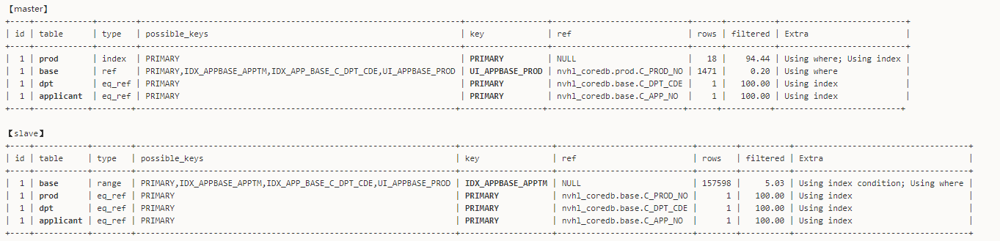 【master】
+----+-----------+--------+---------------------------------------------------------------+------------------+----------------------------+------+----------+--------------------------+
| id | table | type | possible_keys | key | ref | rows | filtered | Extra |
+----+-----------+--------+---------------------------------------------------------------+------------------+----------------------------+------+----------+--------------------------+
| 1 | prod | index | PRIMARY | PRIMARY | NULL | 18 | 94.44 | Using where; Using index |
| 1 | base | ref | PRIMARY,IDX_APPBASE_APPTM,IDX_APP_BASE_C_DPT_CDE,UI_APPBASE_PROD | UI_APPBASE_PROD | nvhl_coredb.prod.C_PROD_NO | 1471 | 0.20 | Using where |
| 1 | dpt | eq_ref | PRIMARY | PRIMARY | nvhl_coredb.base.C_DPT_CDE | 1 | 100.00 | Using index |
| 1 | applicant | eq_ref | PRIMARY | PRIMARY | nvhl_coredb.base.C_APP_NO | 1 | 100.00 | Using index |
+----+-----------+--------+---------------------------------------------------------------+------------------+----------------------------+------+----------+--------------------------+
【slave】
+----+-----------+--------+---------------------------------------------------------------+-------------------+----------------------------+--------+----------+------------------------------------+
| id | table | type | possible_keys | key | ref | rows | filtered | Extra |
+----+-----------+--------+---------------------------------------------------------------+-------------------+----------------------------+--------+----------+------------------------------------+
| 1 | base | range | PRIMARY,IDX_APPBASE_APPTM,IDX_APP_BASE_C_DPT_CDE,UI_APPBASE_PROD | IDX_APPBASE_APPTM | NULL | 157598 | 5.03 | Using index condition; Using where |
| 1 | prod | eq_ref | PRIMARY | PRIMARY | nvhl_coredb.base.C_PROD_NO | 1 | 100.00 | Using index |
| 1 | dpt | eq_ref | PRIMARY | PRIMARY | nvhl_coredb.base.C_DPT_CDE | 1 | 100.00 | Using index |
| 1 | applicant | eq_ref | PRIMARY | PRIMARY | nvhl_coredb.base.C_APP_NO | 1 | 100.00 | Using index |
+----+-----------+--------+---------------------------------------------------------------+-------------------+----------------------------+--------+----------+------------------------------------+